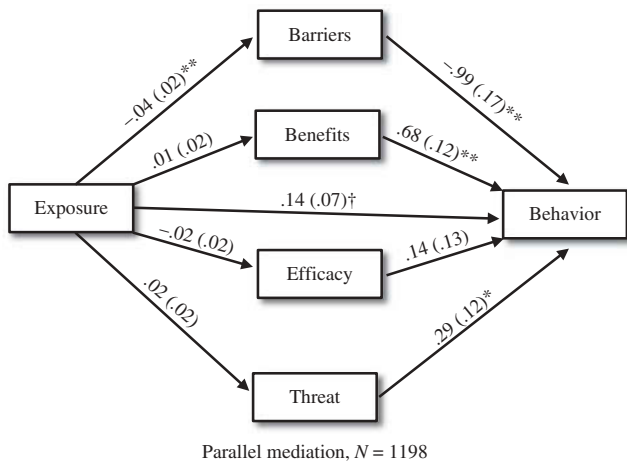 Barriers
−.04 (.02)**
−.99 (.17)**
Benefits
.01 (.02)
.68 (.12)**
Exposure
.14 (.07)†
Behavior
−.02 (.02)
Efficacy
.14 (.13)
.02 (.02)
.29 (.12)*
Threat
Parallel mediation, N = 1198